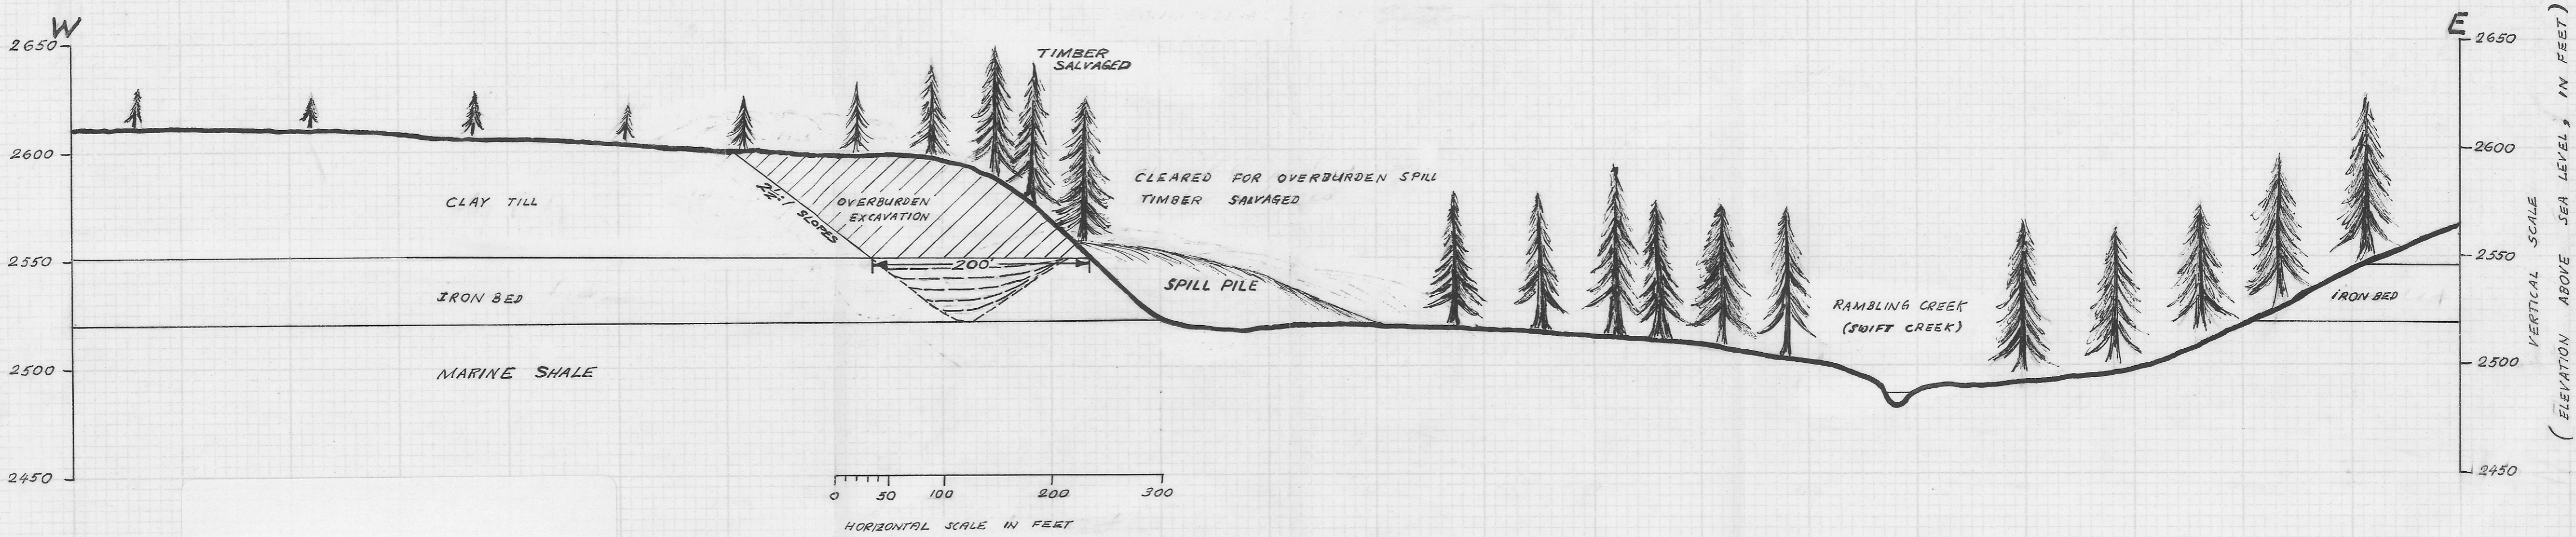 W
E
2650
2600
2550
2500
2450
TIMBER
SALVAGED
CLEARED FOR OVERBURDEN SPILL
TIMBER SALVAGED
CLAY TILL
2½:1 SLOPES
OVERBURDEN
EXCAVATION
200'
IRON BED
SPILL PILE
MARINE SHALE
RAMBLING CREEK
(SWIFT CREEK)
IRON BED
2650
2600
2550
2500
2450
VERTICAL SCALE
(ELEVATION ABOVE SEA LEVEL, IN FEET)
0 50 100 200 300
HORIZONTAL SCALE IN FEET